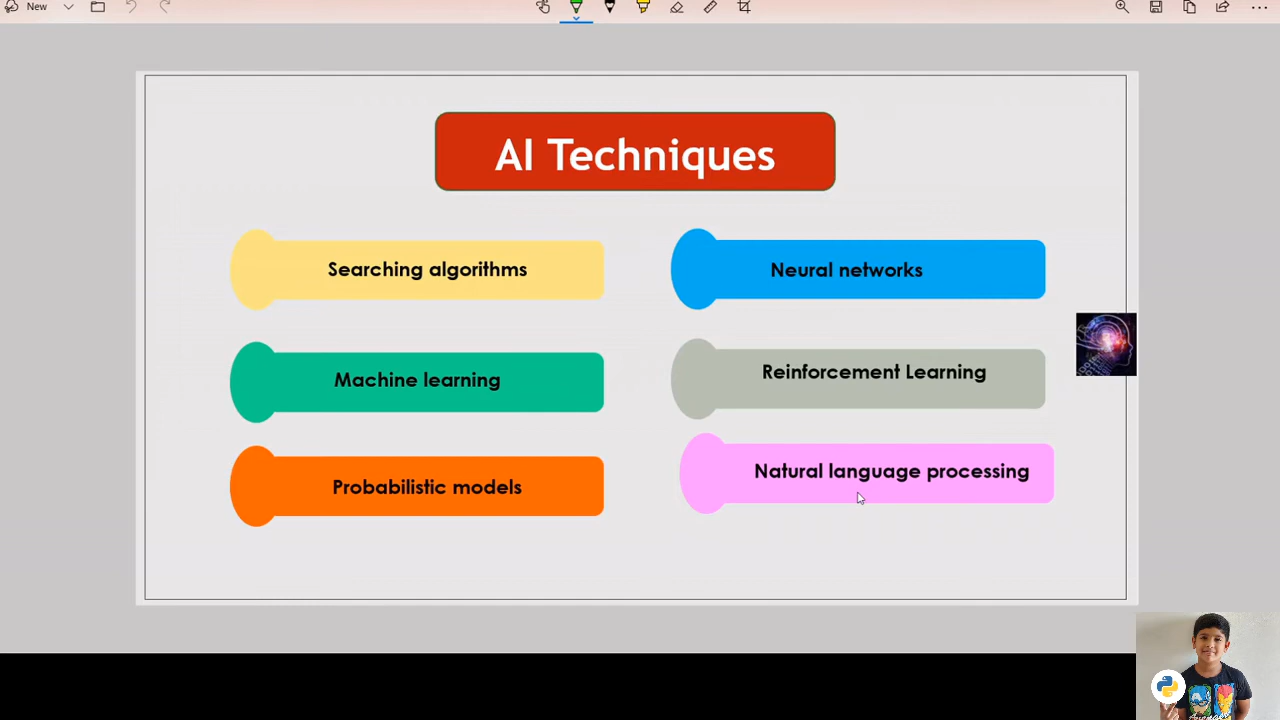 New
AI Techniques
Searching algorithms
Neural networks
Machine learning
Reinforcement Learning
Probabilistic models
Natural language processing